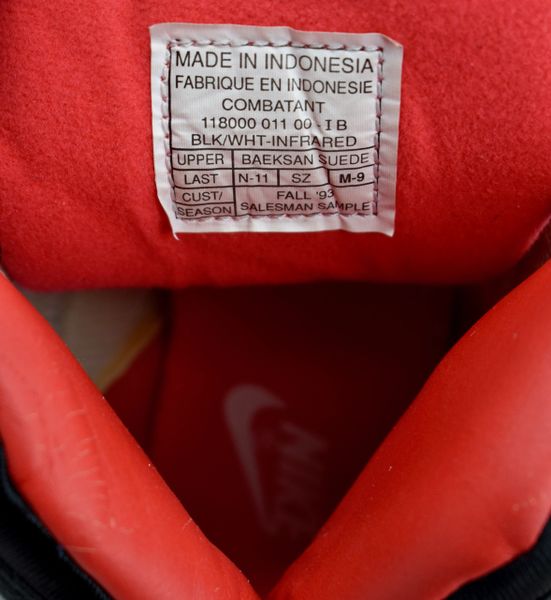 MADE IN INDONESIA
FABRIQUE EN INDONESIE
COMBATANT
118000 011 00 - I B
BLK/WHT-INFRARED
UPPER BAEKSAN SUEDE
LAST N-11 SZ M-9
CUST/ FALL '93
SEASON SALESMAN SAMPLE
NIKE